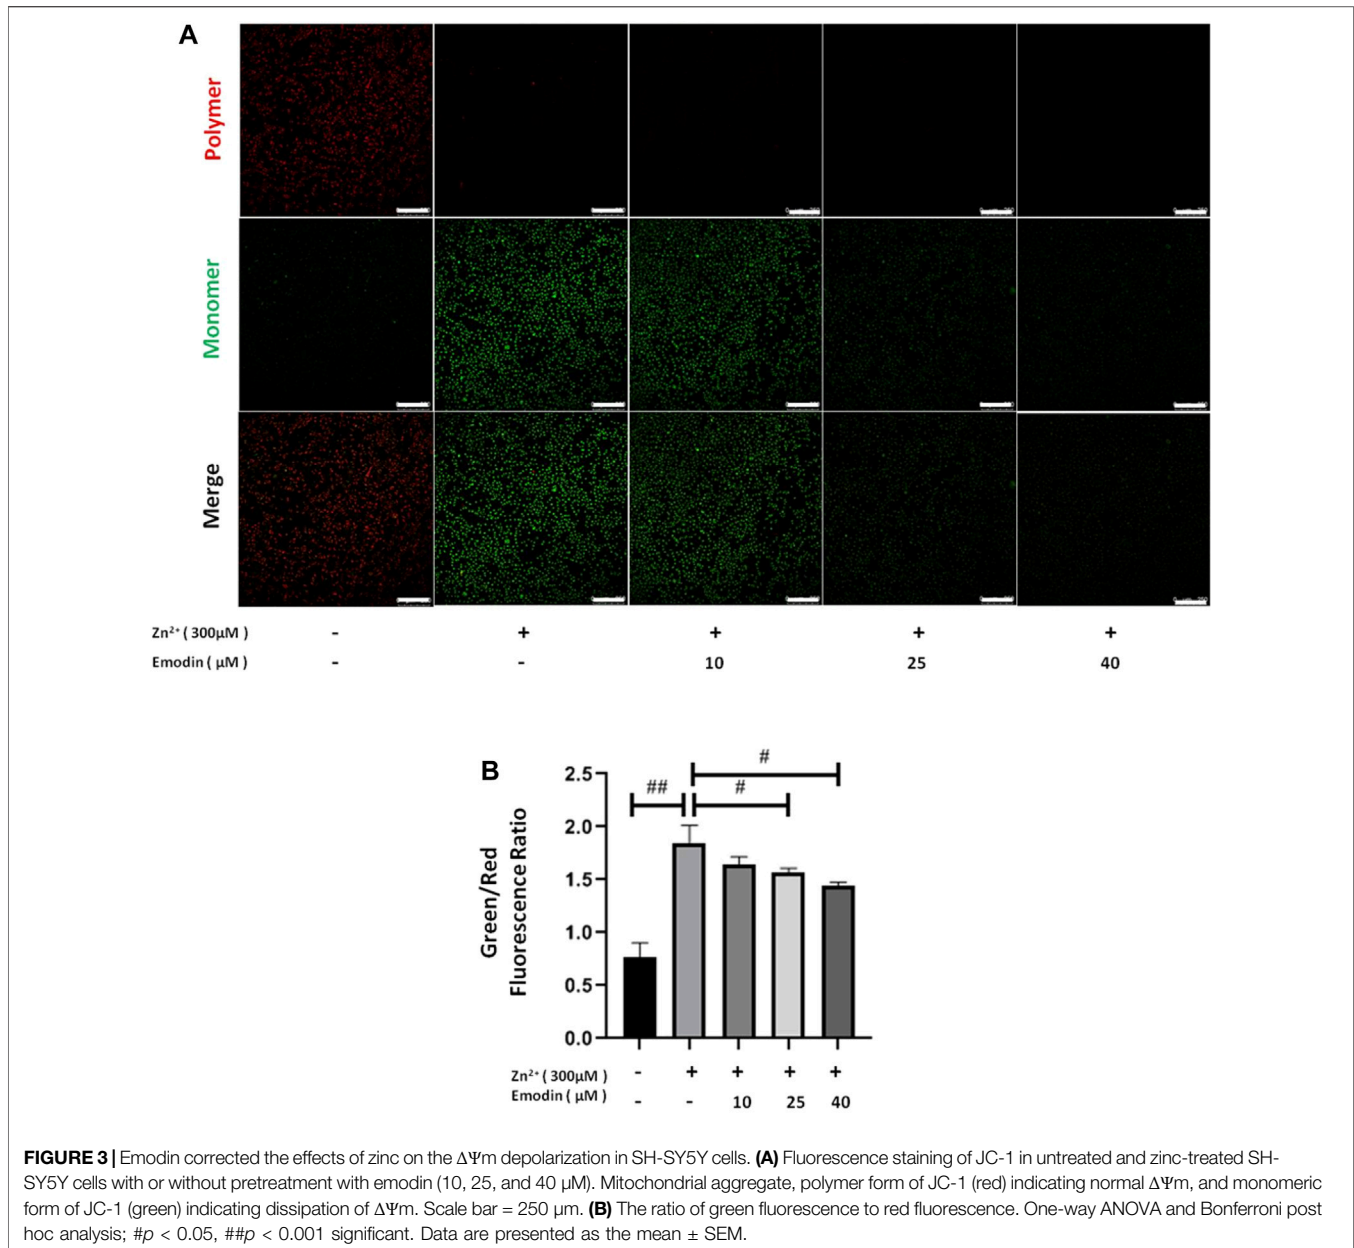 A
Polymer
Monomer
Merge
Zn²⁺ ( 300µM ) - + + + +
Emodin ( µM ) - - 10 25 40
B
#
## #
2.5
2.0
1.5
1.0
0.5
0.0
Green/Red
Fluorescence Ratio
Zn²⁺ ( 300µM ) - + + + +
Emodin ( µM ) - - 10 25 40
FIGURE 3 | Emodin corrected the effects of zinc on the ΔΨm depolarization in SH-SY5Y cells. (A) Fluorescence staining of JC-1 in untreated and zinc-treated SH-
SY5Y cells with or without pretreatment with emodin (10, 25, and 40 µM). Mitochondrial aggregate, polymer form of JC-1 (red) indicating normal ΔΨm, and monomeric
form of JC-1 (green) indicating dissipation of ΔΨm. Scale bar = 250 µm. (B) The ratio of green fluorescence to red fluorescence. One-way ANOVA and Bonferroni post
hoc analysis; #p < 0.05, ##p < 0.001 significant. Data are presented as the mean ± SEM.